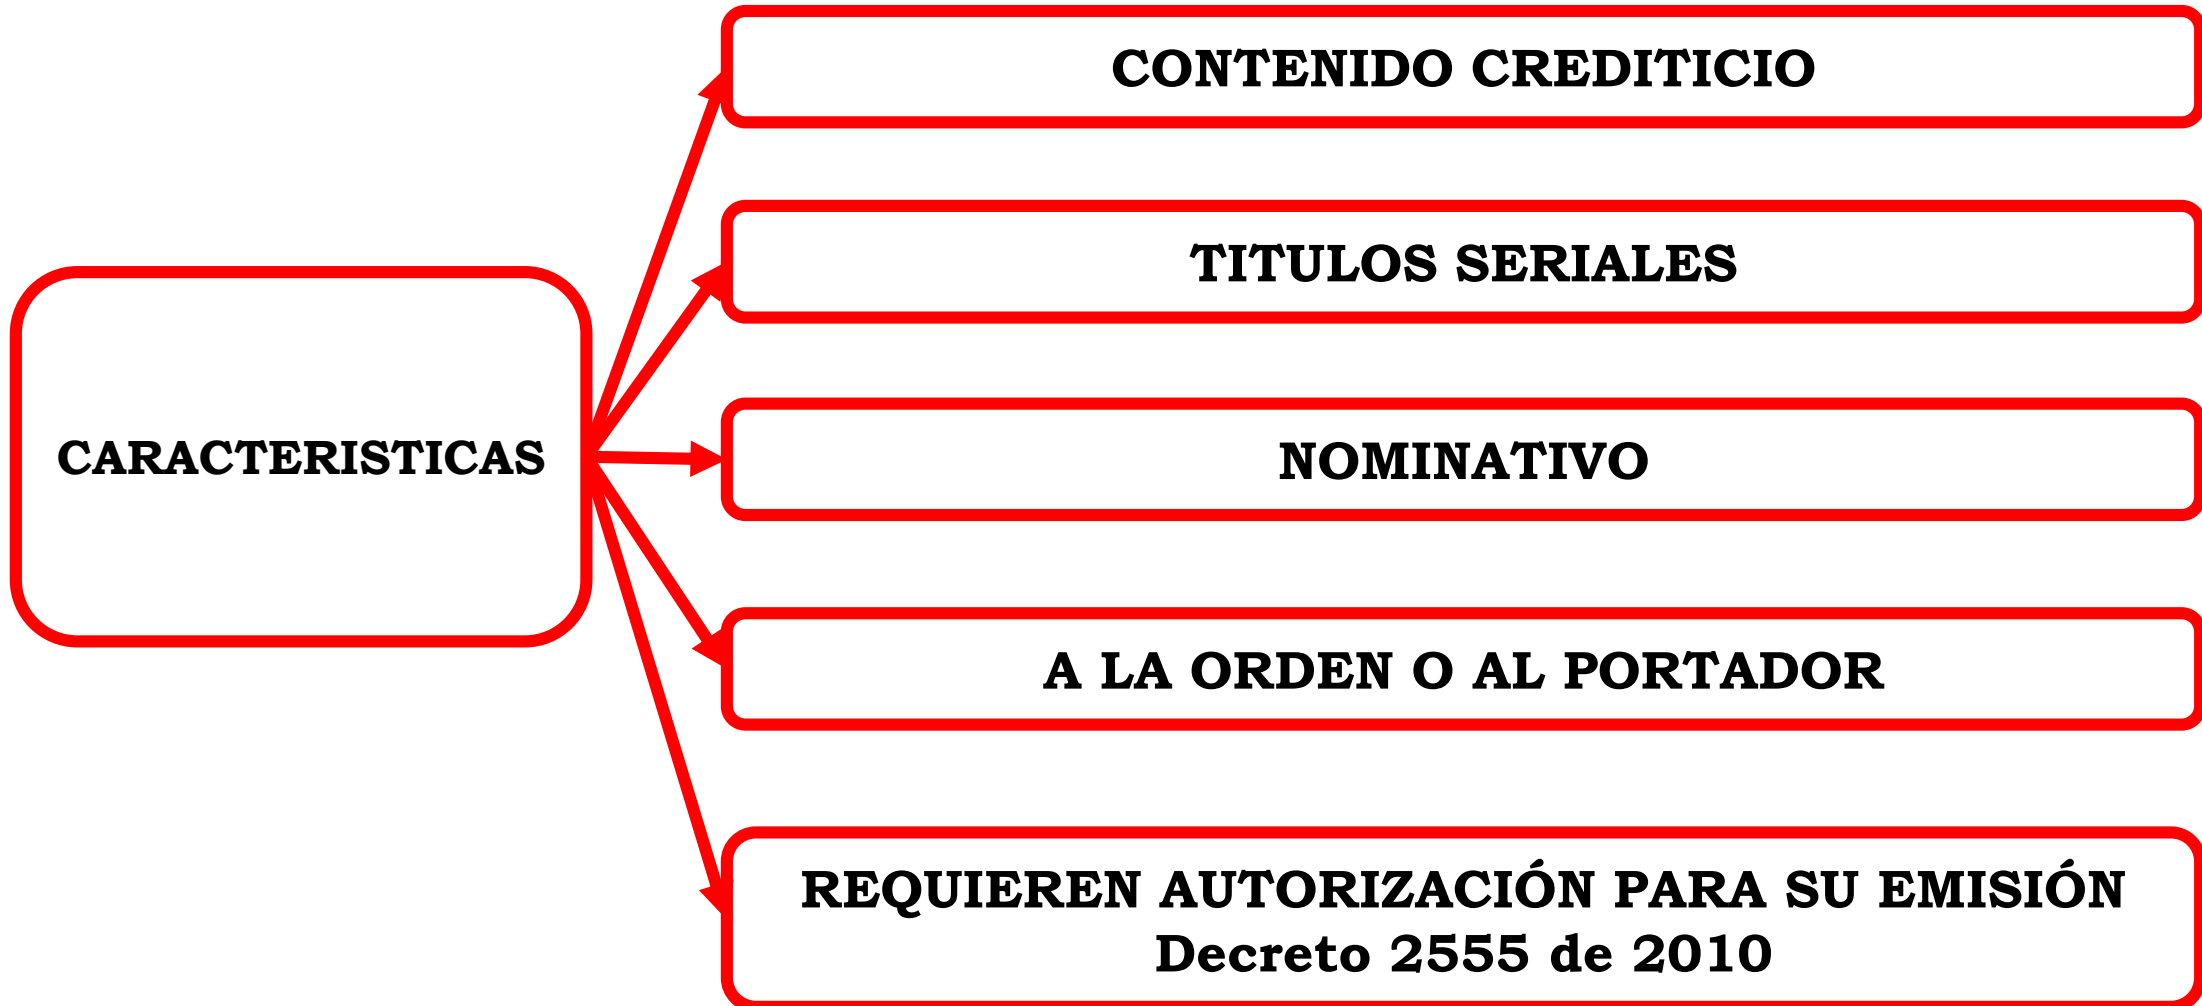 CONTENIDO CREDITICIO
TITULOS SERIALES
CARACTERISTICAS
NOMINATIVO
A LA ORDEN O AL PORTADOR
REQUIEREN AUTORIZACIÓN PARA SU EMISIÓN
Decreto 2555 de 2010